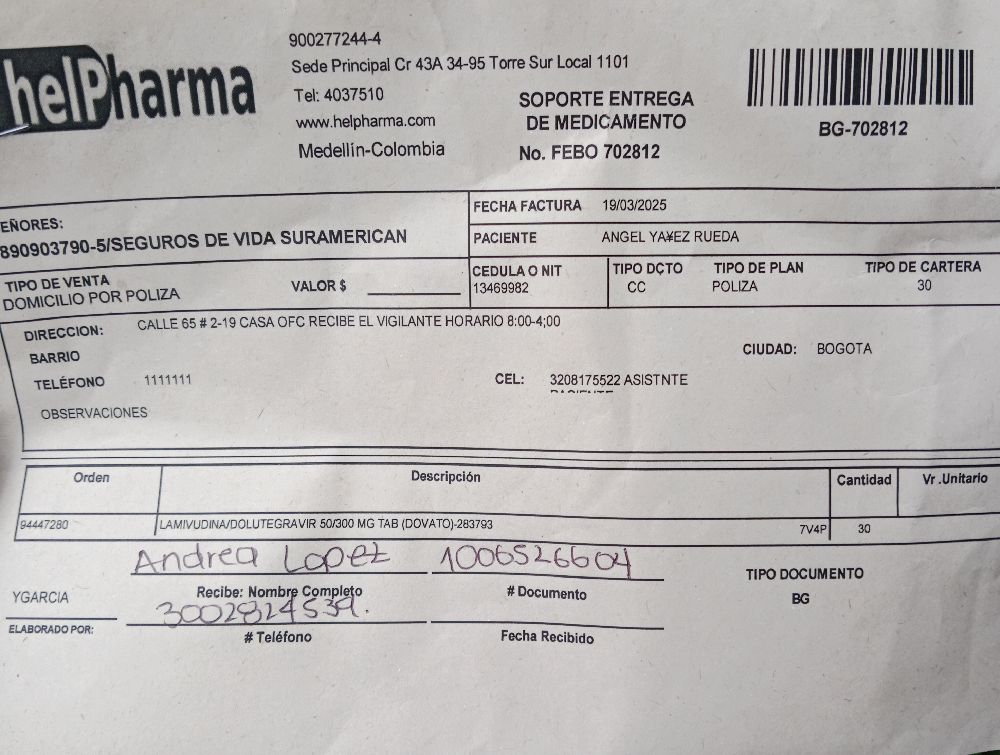 helPharma
900277244-4
Sede Principal Cr 43A 34-95 Torre Sur Local 1101
Tel: 4037510
www.helpharma.com
Medellín-Colombia
SOPORTE ENTREGA
DE MEDICAMENTO
No. FEBO 702812
BG-702812
EÑORES:
890903790-5/SEGUROS DE VIDA SURAMERICAN
FECHA FACTURA 19/03/2025
PACIENTE ANGEL YA¥EZ RUEDA
TIPO DE VENTA
DOMICILIO POR POLIZA
VALOR $
CEDULA O NIT
13469982
TIPO DÇTO
CC
TIPO DE PLAN
POLIZA
TIPO DE CARTERA
30
DIRECCION: CALLE 65 # 2-19 CASA OFC RECIBE EL VIGILANTE HORARIO 8:00-4;00
BARRIO
CIUDAD: BOGOTA
TELÉFONO 1111111
CEL: 3208175522 ASISTNTE
OBSERVACIONES
Orden Descripción Cantidad Vr .Unitario
94447280 LAMIVUDINA/DOLUTEGRAVIR 50/300 MG TAB (DOVATO)-283793 7V4P 30
Andrea Lopez 1006526604
Recibe: Nombre Completo # Documento
TIPO DOCUMENTO
BG
YGARCIA
3002824539.
ELABORADO POR:
# Teléfono Fecha Recibido